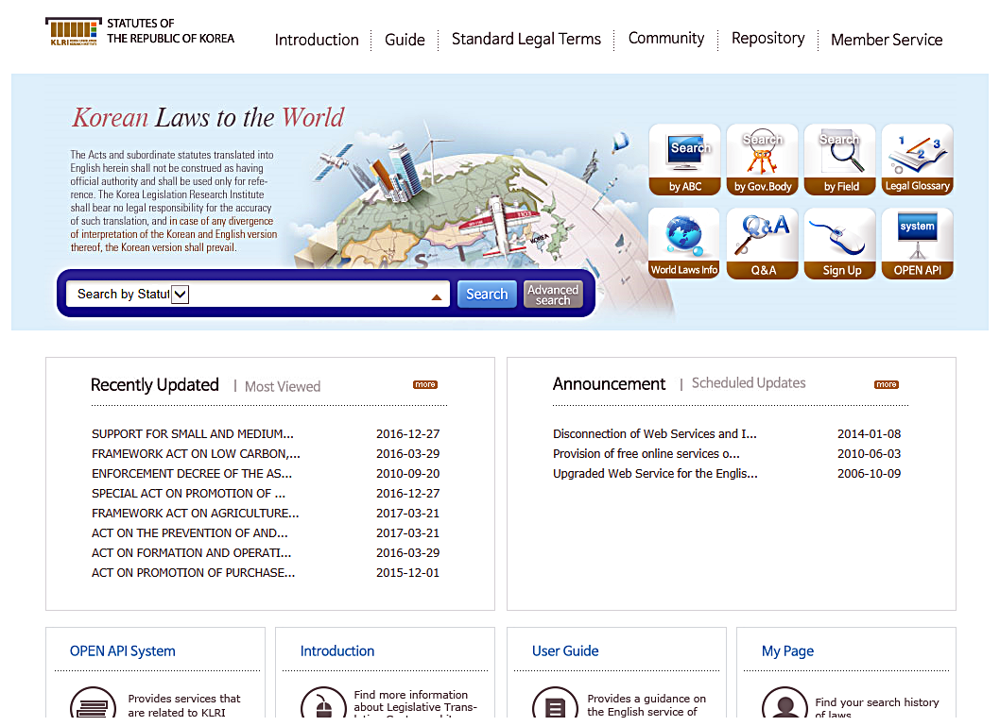 KLRI
STATUTES OF
THE REPUBLIC OF KOREA
Introduction
Guide
Standard Legal Terms
Community
Repository
Member Service
Korean Laws to the World
The Acts and subordinate statutes translated into
English herein shall not be construed as having
official authority and shall be used only for refe-
rence. The Korea Legislation Research Institute
shall bear no legal responsibility for the accuracy
of such translation, and in case of any divergence
of interpretation of the Korean and English version
thereof, the Korean version shall prevail.
KOREA
Search
by ABC
Search
by Gov.Body
Search
by Field
1 2 3
Legal Glossary
World Laws Info
Q&A
Q&A
Sign Up
system
OPEN API
Search by Statut
Search
Advanced
search
Recently Updated | Most Viewed
more
SUPPORT FOR SMALL AND MEDIUM... 2016-12-27
FRAMEWORK ACT ON LOW CARBON,... 2016-03-29
ENFORCEMENT DECREE OF THE AS... 2010-09-20
SPECIAL ACT ON PROMOTION OF ... 2016-12-27
FRAMEWORK ACT ON AGRICULTURE... 2017-03-21
ACT ON THE PREVENTION OF AND... 2017-03-21
ACT ON FORMATION AND OPERATI... 2016-03-29
ACT ON PROMOTION OF PURCHASE... 2015-12-01
Announcement | Scheduled Updates
more
Disconnection of Web Services and I... 2014-01-08
Provision of free online services o... 2010-06-03
Upgraded Web Service for the Englis... 2006-10-09
OPEN API System
Provides services that
are related to KLRI
Introduction
Find more information
about Legislative Trans-
User Guide
Provides a guidance on
the English service of
My Page
Find your search history
of laws